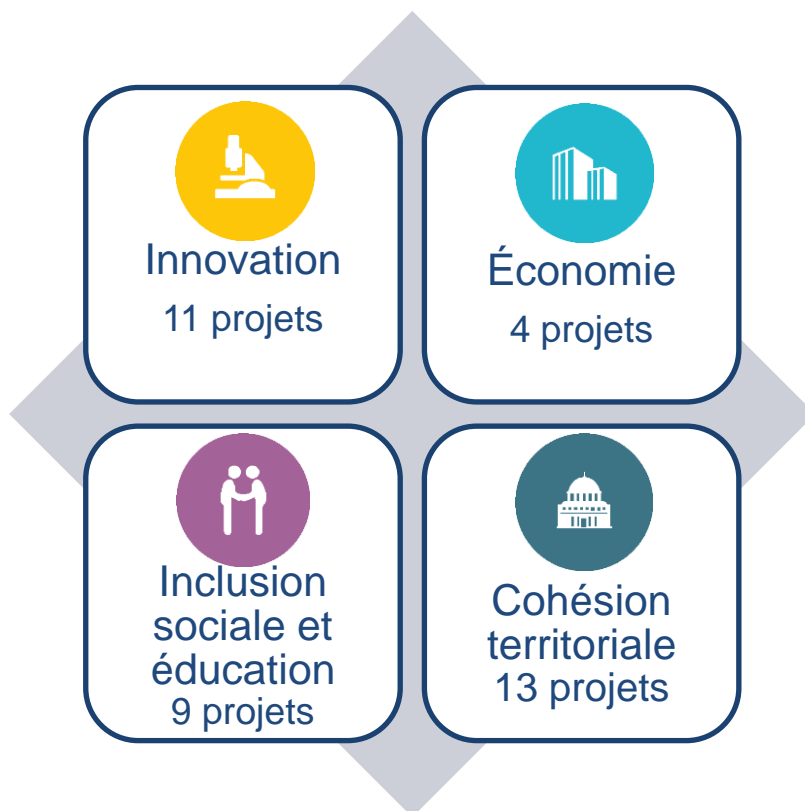 Innovation
11 projets
Économie
4 projets
Inclusion
sociale et
éducation
9 projets
Cohésion
territoriale
13 projets